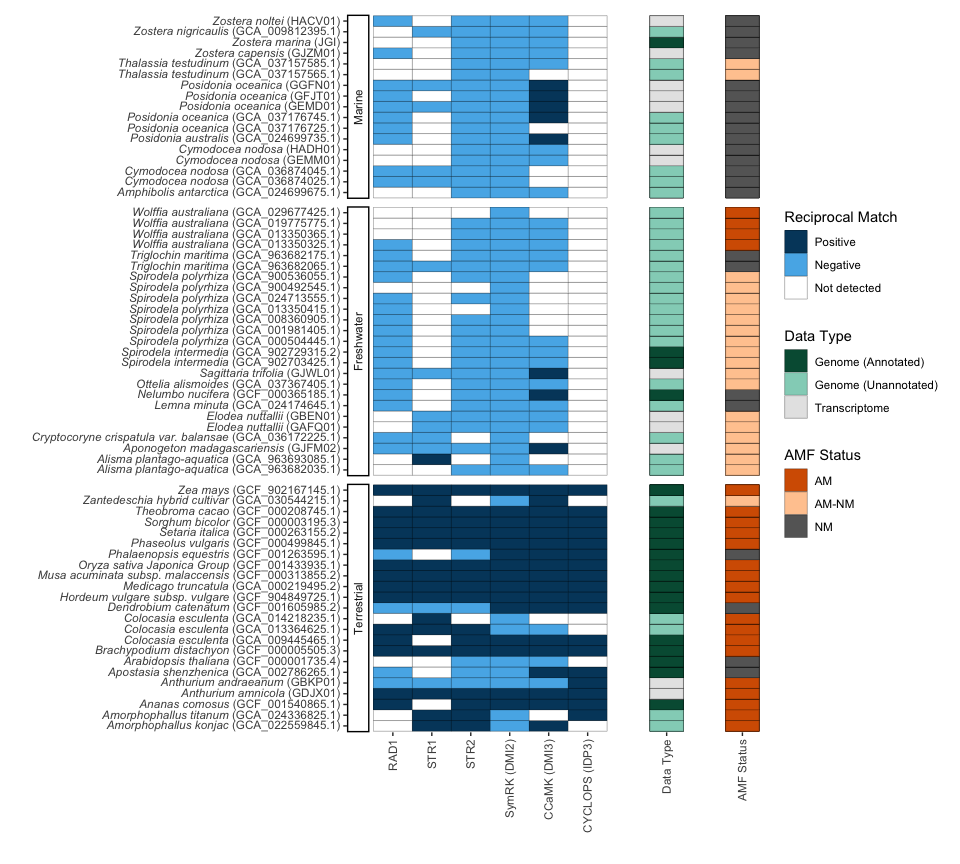 Zostera noltei (HACV01)
Zostera nigricaulis (GCA_009812395.1)
Zostera marina (JGI)
Zostera capensis (GJZM01)
Thalassia testudinum (GCA_037157585.1)
Thalassia testudinum (GCA_037157565.1)
Posidonia oceanica (GGFN01)
Posidonia oceanica (GFJT01)
Posidonia oceanica (GEMD01)
Posidonia oceanica (GCA_037176745.1)
Posidonia oceanica (GCA_037176725.1)
Posidonia australis (GCA_024699735.1)
Cymodocea nodosa (HADH01)
Cymodocea nodosa (GEMM01)
Cymodocea nodosa (GCA_036874045.1)
Cymodocea nodosa (GCA_036874025.1)
Amphibolis antarctica (GCA_024699675.1)
Marine
Wolffia australiana (GCA_029677425.1)
Wolffia australiana (GCA_019775775.1)
Wolffia australiana (GCA_013350365.1)
Wolffia australiana (GCA_013350325.1)
Triglochin maritima (GCA_963682175.1)
Triglochin maritima (GCA_963682065.1)
Spirodela polyrhiza (GCA_900536055.1)
Spirodela polyrhiza (GCA_900492545.1)
Spirodela polyrhiza (GCA_024713555.1)
Spirodela polyrhiza (GCA_013350415.1)
Spirodela polyrhiza (GCA_008360905.1)
Spirodela polyrhiza (GCA_001981405.1)
Spirodela polyrhiza (GCA_000504445.1)
Spirodela intermedia (GCA_902729315.2)
Spirodela intermedia (GCA_902703425.1)
Sagittaria trifolia (GJWL01)
Ottelia alismoides (GCA_037367405.1)
Nelumbo nucifera (GCF_000365185.1)
Lemna minuta (GCA_024174645.1)
Elodea nuttallii (GBEN01)
Elodea nuttallii (GAFQ01)
Cryptocoryne crispatula var. balansae (GCA_036172225.1)
Aponogeton madagascariensis (GJFM02)
Alisma plantago-aquatica (GCA_963693085.1)
Alisma plantago-aquatica (GCA_963682035.1)
Freshwater
Zea mays (GCF_902167145.1)
Zantedeschia hybrid cultivar (GCA_030544215.1)
Theobroma cacao (GCF_000208745.1)
Sorghum bicolor (GCF_000003195.3)
Setaria italica (GCF_000263155.2)
Phaseolus vulgaris (GCF_000499845.1)
Phalaenopsis equestris (GCF_001263595.1)
Oryza sativa Japonica Group (GCF_001433935.1)
Musa acuminata subsp. malaccensis (GCF_000313855.2)
Medicago truncatula (GCF_000219495.2)
Hordeum vulgare subsp. vulgare (GCF_904849725.1)
Dendrobium catenatum (GCF_001605985.2)
Colocasia esculenta (GCA_014218235.1)
Colocasia esculenta (GCA_013364625.1)
Colocasia esculenta (GCA_009445465.1)
Brachypodium distachyon (GCF_000005505.3)
Arabidopsis thaliana (GCF_000001735.4)
Apostasia shenzhenica (GCA_002786265.1)
Anthurium andraeanum (GBKP01)
Anthurium amnicola (GDJX01)
Ananas comosus (GCF_001540865.1)
Amorphophallus titanum (GCA_024336825.1)
Amorphophallus konjac (GCA_022559845.1)
Terrestrial
RAD1
STR1
STR2
SymRK (DMI2)
CCaMK (DMI3)
CYCLOPS (IDP3)
Data Type
AMF Status
Reciprocal Match
Positive
Negative
Not detected
Data Type
Genome (Annotated)
Genome (Unannotated)
Transcriptome
AMF Status
AM
AM-NM
NM